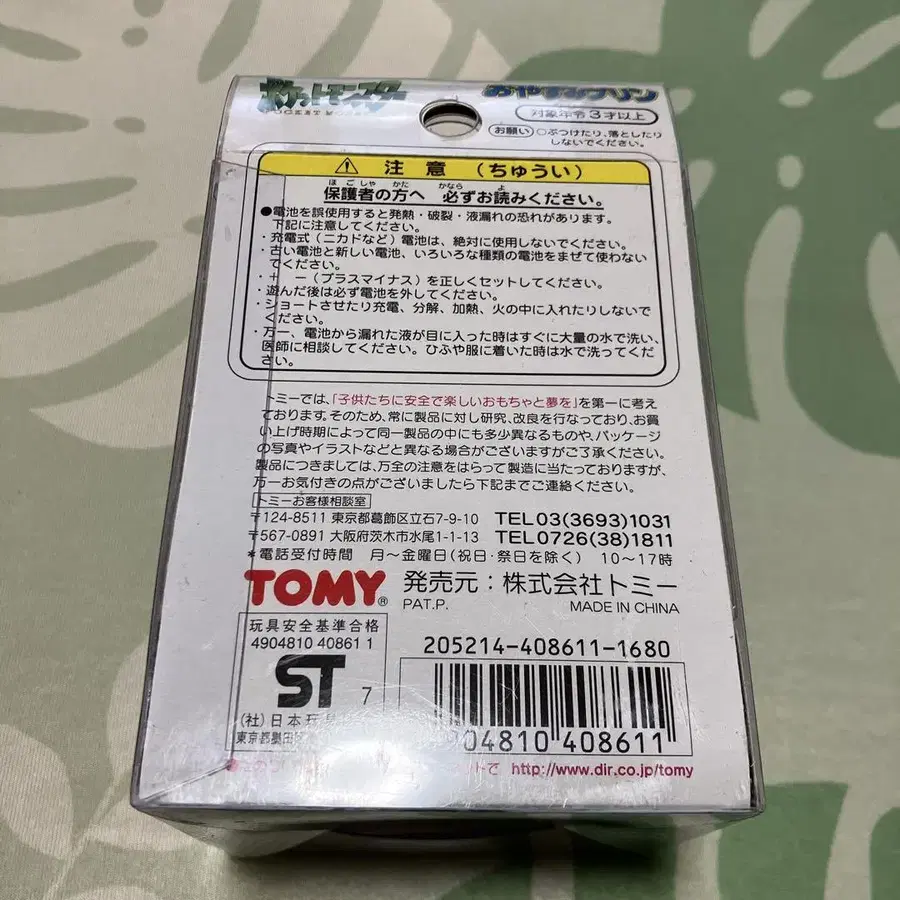 ポケットモンスター
POCKET MONSTERS
おやすみプリン
対象年令3才以上
お願い ○ぶつけたり、落としたり
しないでください。
⚠ 注 意 (ちゅうい)
ほごしゃ かた かなら よ
保護者の方へ 必ずお読みください。
●電池を誤使用すると発熱・破裂・液漏れの恐れがあります。
下記に注意してください。
・充電式(ニカドなど)電池は、絶対に使用しないでください。
・古い電池と新しい電池、いろいろな種類の電池をまぜて使わない
でください。
・＋ －(プラスマイナス)を正しくセットしてください。
・遊んだ後は必ず電池を外してください。
・ショートさせたり充電、分解、加熱、火の中に入れたりしないで
ください。
・万一、電池から漏れた液が目に入った時はすぐに大量の水で洗い、
医師に相談してください。ひふや服に着いた時は水で洗ってくだ
さい。
トミーでは、「子供たちに安全で楽しいおもちゃと夢を」を第一に考え
ております。そのため、常に製品に対し研究、改良を行なっており、お買
い上げ時期によって同一製品の中にも多少異なるものや、パッケージ
の写真やイラストなどと異なる場合がございますがご了承ください。
製品につきましては、万全の注意をはらって製造に当たっておりますが、
万一お気付きの点がございましたら下記までご連絡ください。
トミーお客様相談室
〒124-8511 東京都葛飾区立石7-9-10 TEL03(3693)1031
〒567-0891 大阪府茨木市水尾1-1-13 TEL0726(38)1811
＊電話受付時間 月～金曜日(祝日・祭日を除く) 10～17時
TOMY® 発売元：株式会社トミー
PAT.P. MADE IN CHINA
玩具安全基準合格
4904810 40861 1
ST 7
(社)日本玩
東京都墨田
205214-408611-1680
04810 408611
http://www.dir.co.jp/tomy